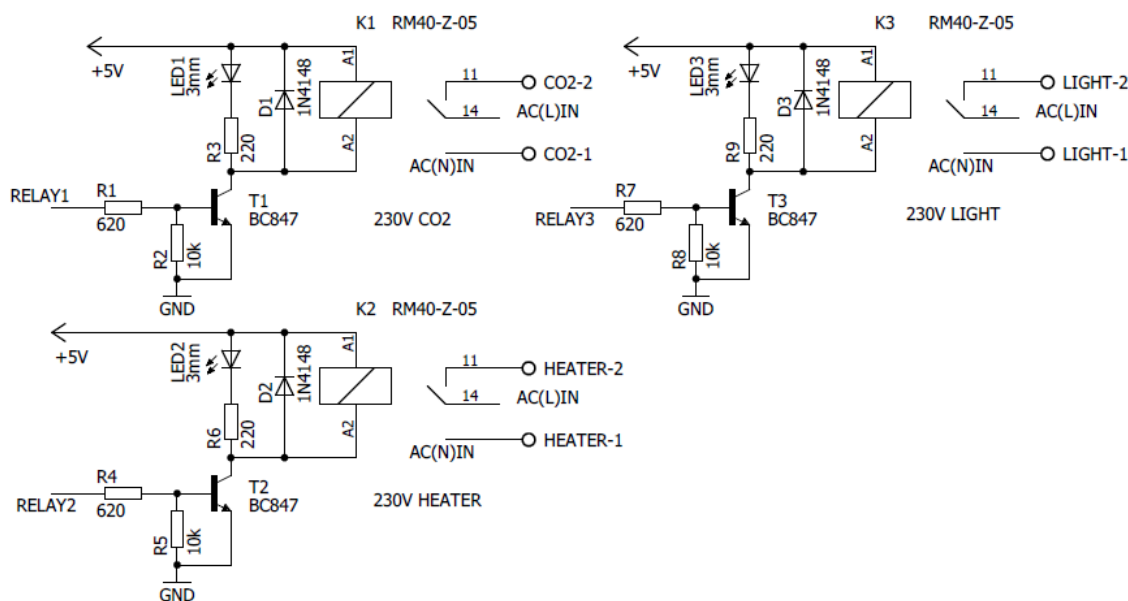 K1 RM40-Z-05
+5V
LED1
3mm
D1
1N4148
A1
A2
R3
220
11
CO2-2
14
AC(L)IN
CO2-1
AC(N)IN
RELAY1
R1
620
R2
10k
T1
BC847
230V CO2
GND
K3 RM40-Z-05
+5V
LED3
3mm
D3
1N4148
A1
A2
R9
220
11
LIGHT-2
14
AC(L)IN
LIGHT-1
AC(N)IN
RELAY3
R7
620
R8
10k
T3
BC847
230V LIGHT
GND
K2 RM40-Z-05
+5V
LED2
3mm
D2
1N4148
A1
A2
R6
220
11
HEATER-2
14
AC(L)IN
HEATER-1
AC(N)IN
RELAY2
R4
620
R5
10k
T2
BC847
230V HEATER
GND